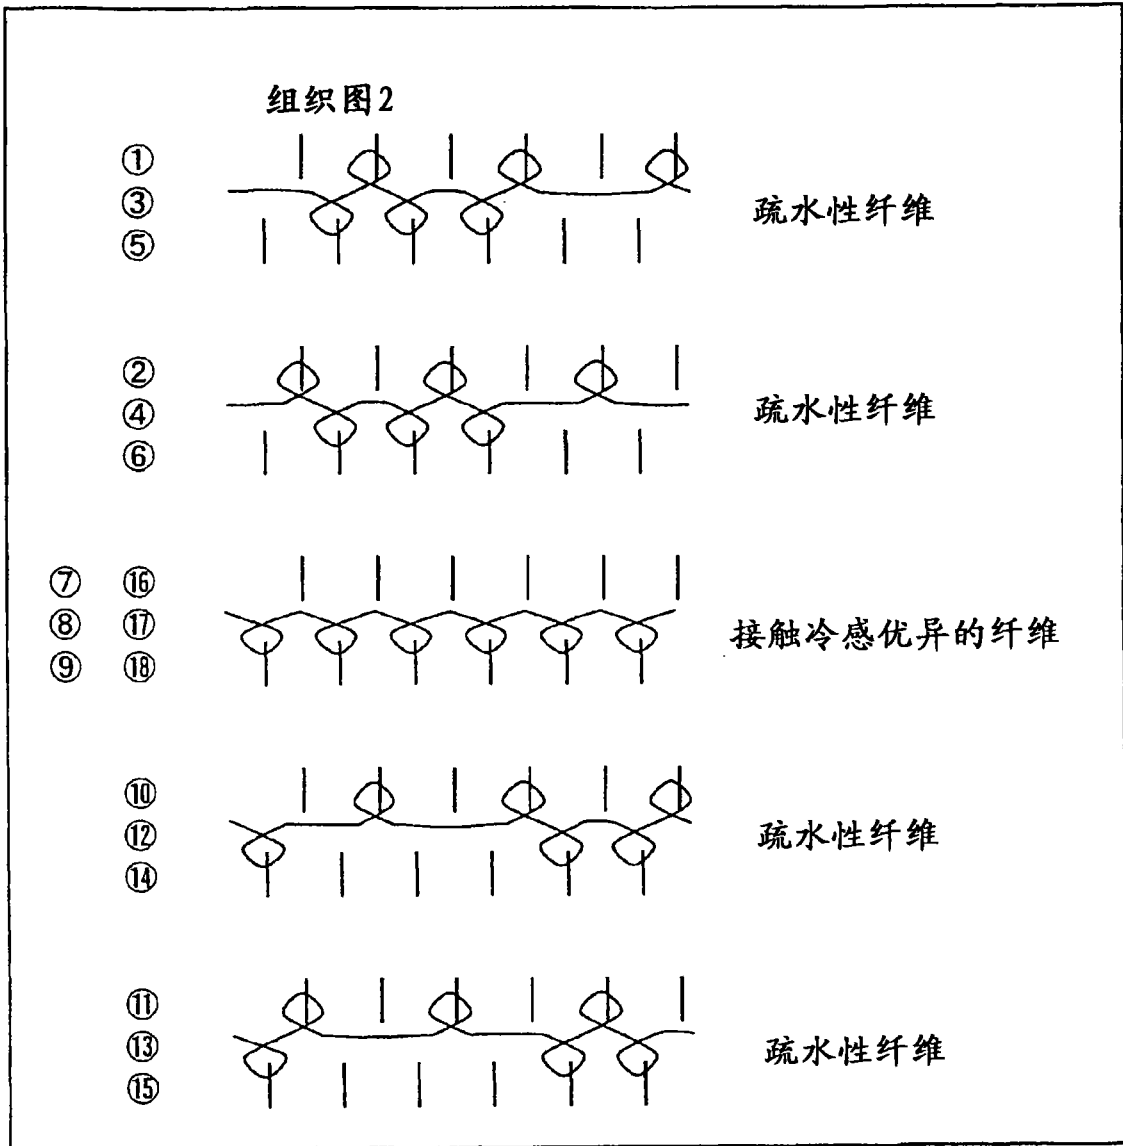 组织图2
①
③ 疏水性纤维
⑤
②
④ 疏水性纤维
⑥
⑦ ⑯
⑧ ⑰ 接触冷感优异的纤维
⑨ ⑱
⑩
⑫ 疏水性纤维
⑭
⑪
⑬ 疏水性纤维
⑮